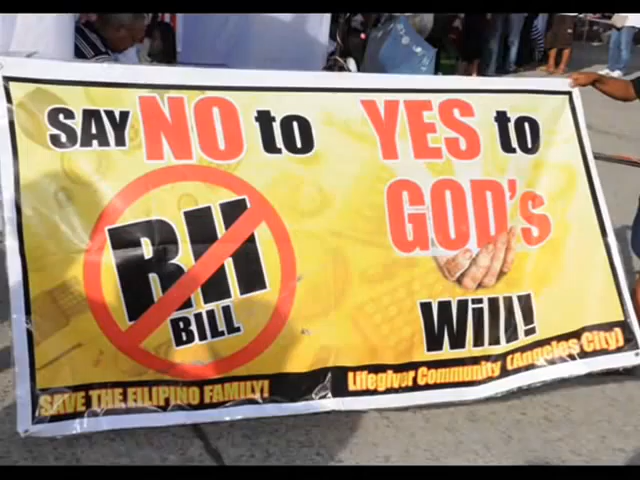 SAY NO to
RH
BILL
SAVE THE FILIPINO FAMILY!
YES to
GOD's
Will!
Lifegiver Community (Angeles City)